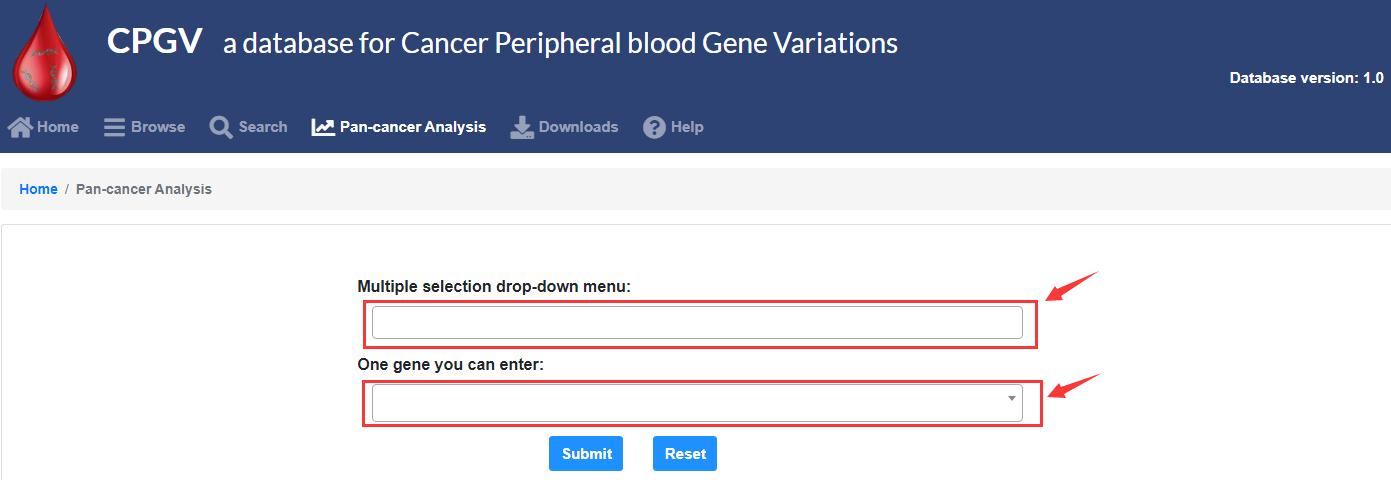 CPGV a database for Cancer Peripheral blood Gene Variations
Database version: 1.0
Home Browse Search Pan-cancer Analysis Downloads Help
Home / Pan-cancer Analysis
Multiple selection drop-down menu:
One gene you can enter:
Submit Reset